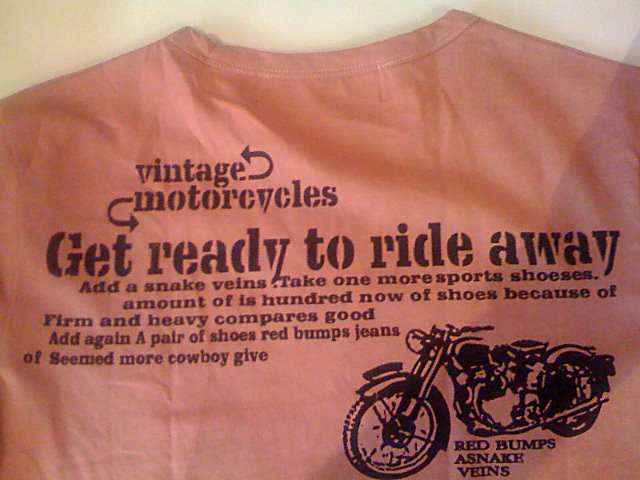 vintage
motorcycles
Get ready to ride away
Add a snake veins .Take one more sports shoeses.
amount of is hundred now of shoes because of
Firm and heavy compares good
Add again A pair of shoes red bumps jeans
of Seemed more cowboy give
RED BUMPS
ASNAKE
VEINS